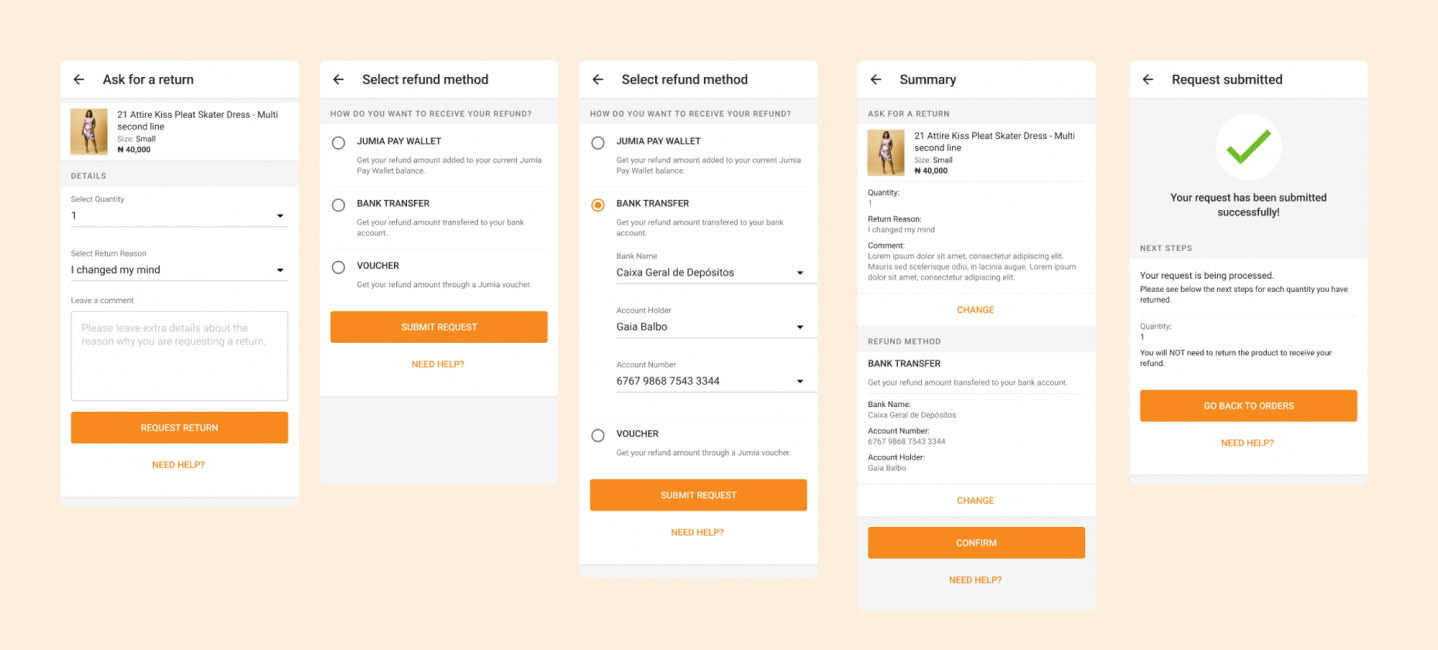 Ask for a return
21 Attire Kiss Pleat Skater Dress - Multi
second line
Size: Small
₦ 40,000
DETAILS
Select Quantity
1
Select Return Reason
I changed my mind
Leave a comment
Please leave extra details about the
reason why you are requesting a return.
REQUEST RETURN
NEED HELP?
Select refund method
HOW DO YOU WANT TO RECEIVE YOUR REFUND?
JUMIA PAY WALLET
Get your refund amount added to your current Jumia
Pay Wallet balance.
BANK TRANSFER
Get your refund amount transfered to your bank
account.
VOUCHER
Get your refund amount through a Jumia voucher.
SUBMIT REQUEST
NEED HELP?
Select refund method
HOW DO YOU WANT TO RECEIVE YOUR REFUND?
JUMIA PAY WALLET
Get your refund amount added to your current Jumia
Pay Wallet balance.
BANK TRANSFER
Get your refund amount transfered to your bank
account.
Bank Name
Caixa Geral de Depósitos
Account Holder
Gaia Balbo
Account Number
6767 9868 7543 3344
VOUCHER
Get your refund amount through a Jumia voucher.
SUBMIT REQUEST
NEED HELP?
Summary
ASK FOR A RETURN
21 Attire Kiss Pleat Skater Dress - Multi
second line
Size: Small
₦ 40,000
Quantity:
1
Return Reason:
I changed my mind
Comment:
Lorem ipsum dolor sit amet, consectetur adipiscing elit.
Mauris sed scelerisque odio, in lacinia augue. Lorem ipsum
dolor sit amet, consectetur adipiscing elit.
CHANGE
REFUND METHOD
BANK TRANSFER
Get your refund amount transfered to your bank account.
Bank Name:
Caixa Geral de Depósitos
Account Number:
6767 9868 7543 3344
Account Holder:
Gaia Balbo
CHANGE
CONFIRM
NEED HELP?
Request submitted
Your request has been submitted
successfully!
NEXT STEPS
Your request is being processed.
Please see below the next steps for each quantity you have
returned.
Quantity:
1
You will NOT need to return the product to receive your
refund.
GO BACK TO ORDERS
NEED HELP?